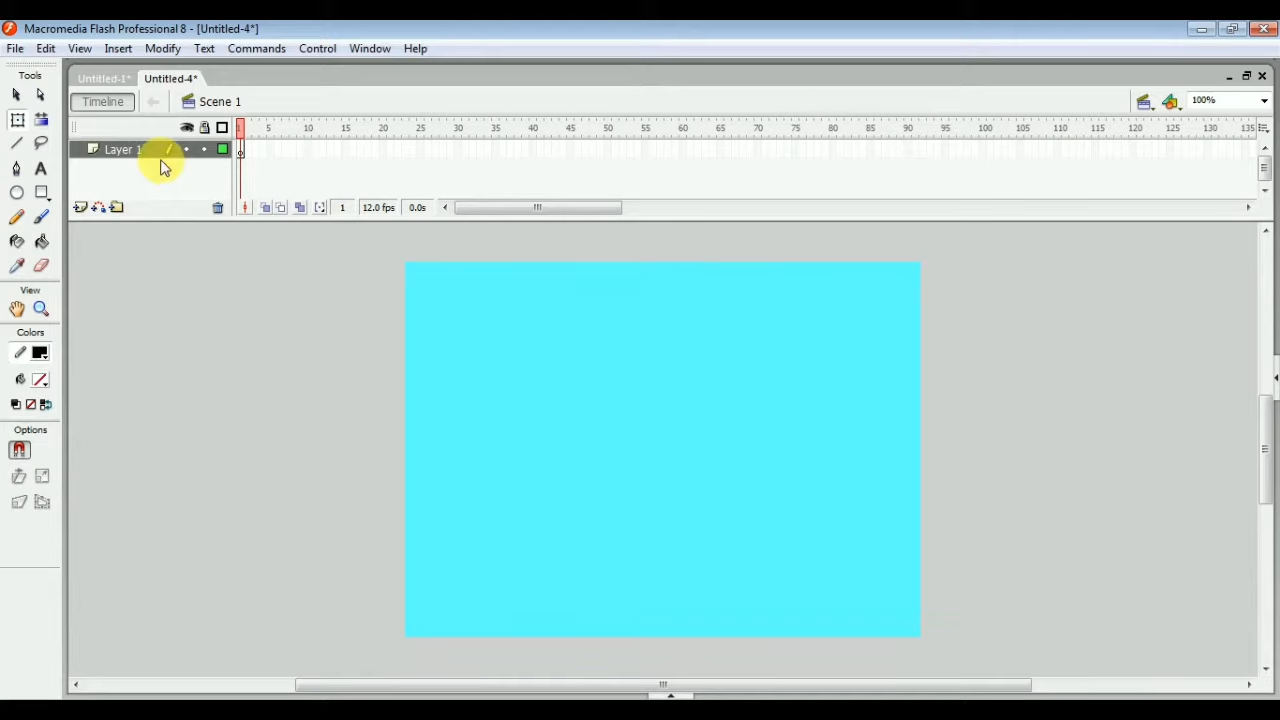 Macromedia Flash Professional 8 - [Untitled-4*]
File Edit View Insert Modify Text Commands Control Window Help
Tools
Untitled-1* Untitled-4*
Timeline Scene 1 100%
1 5 10 15 20 25 30 35 40 45 50 55 60 65 70 75 80 85 90 95 100 105 110 115 120 125 130 135
Layer 1
A
1 12.0 fps 0.0s
View
Colors
Options